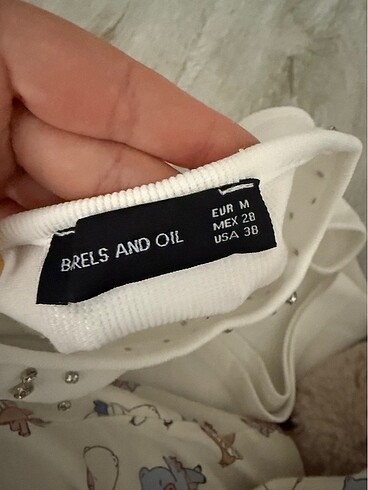 BRELS AND OIL
EUR M
MEX 28
USA 38